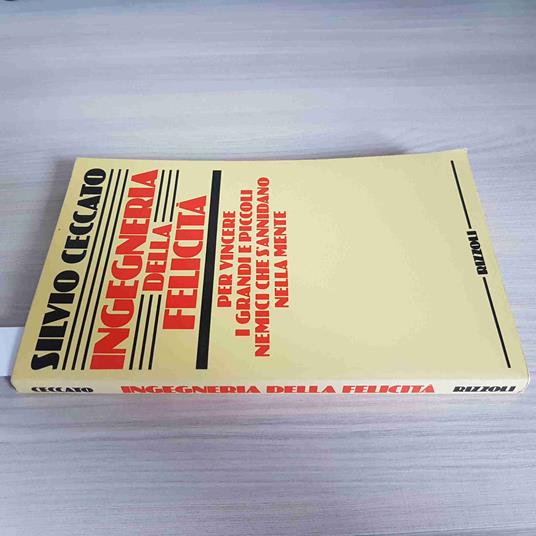 SILVIO CECCATO
INGEGNERIA
DELLA
FELICITÀ
PER VINCERE
I GRANDI E PICCOLI
NEMICI CHE S'ANNIDANO
NELLA MENTE
RIZZOLI
CECCATO INGEGNERIA DELLA FELICITÀ RIZZOLI